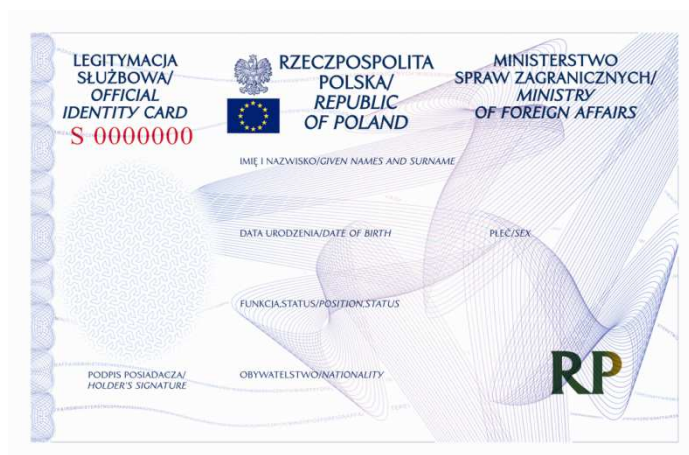 LEGITYMACJA
SŁUŻBOWA/
OFFICIAL
IDENTITY CARD
S 0000000
RZECZPOSPOLITA
POLSKA/
REPUBLIC
OF POLAND
MINISTERSTWO
SPRAW ZAGRANICZNYCH/
MINISTRY
OF FOREIGN AFFAIRS
IMIĘ I NAZWISKO/GIVEN NAMES AND SURNAME
DATA URODZENIA/DATE OF BIRTH
PŁEĆ/SEX
FUNKCJA,STATUS/POSITION,STATUS
PODPIS POSIADACZA/
HOLDER'S SIGNATURE
OBYWATELSTWO/NATIONALITY
RP